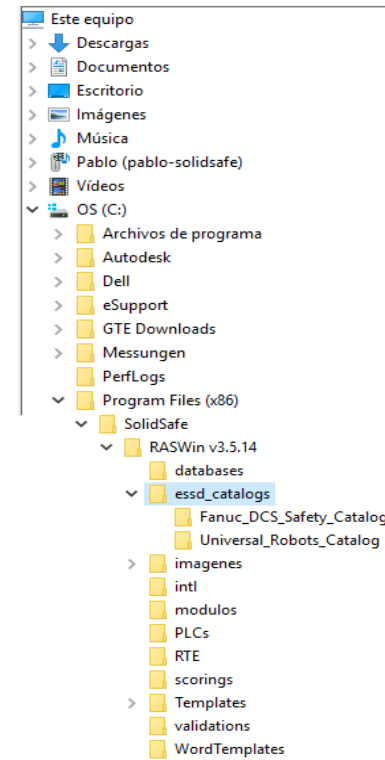 Este equipo
Descargas
Documentos
Escritorio
Imágenes
Música
Pablo (pablo-solidsafe)
Vídeos
OS (C:)
Archivos de programa
Autodesk
Dell
eSupport
GTE Downloads
Messungen
PerfLogs
Program Files (x86)
SolidSafe
RASWin v3.5.14
databases
essd_catalogs
Fanuc_DCS_Safety_Catalog
Universal_Robots_Catalog
imagenes
intl
modulos
PLCs
RTE
scorings
Templates
validations
WordTemplates